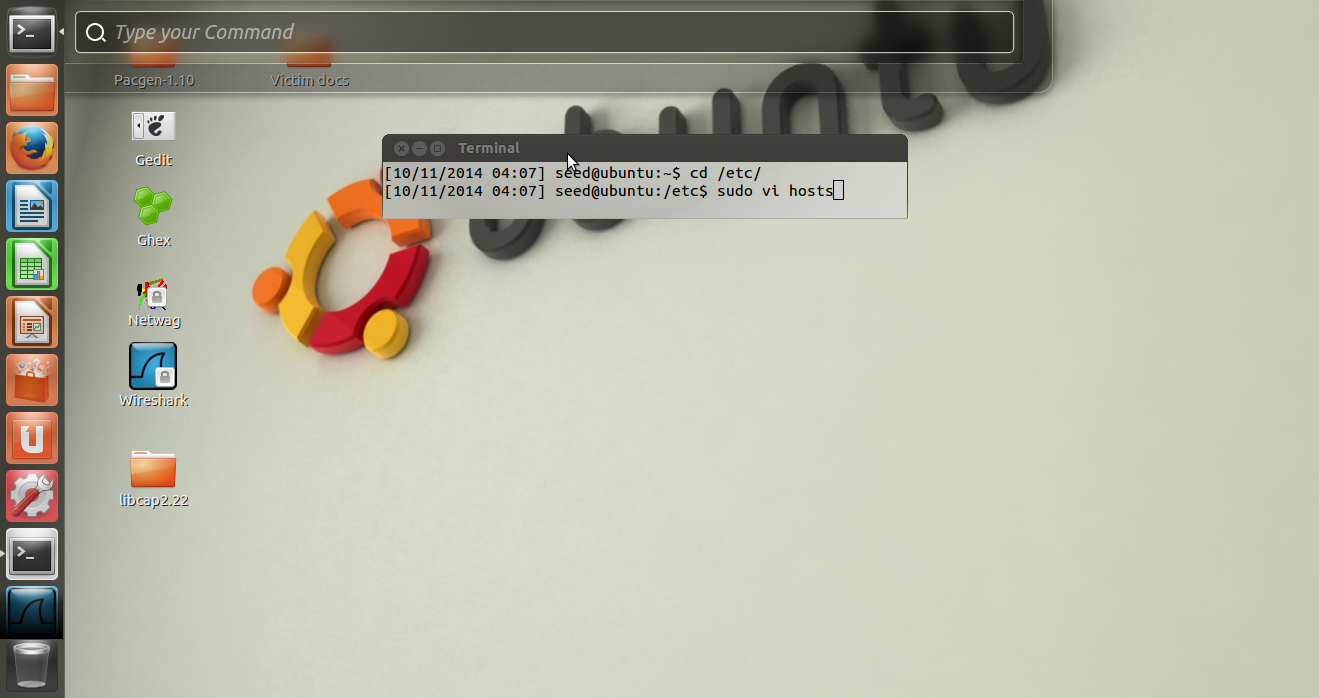 Type your Command
Pacgen-1.10
Victim docs
ubuntu
Gedit
Terminal
[10/11/2014 04:07] seed@ubuntu:~$ cd /etc/
[10/11/2014 04:07] seed@ubuntu:/etc$ sudo vi hosts
Ghex
Netwag
Wireshark
libcap2.22